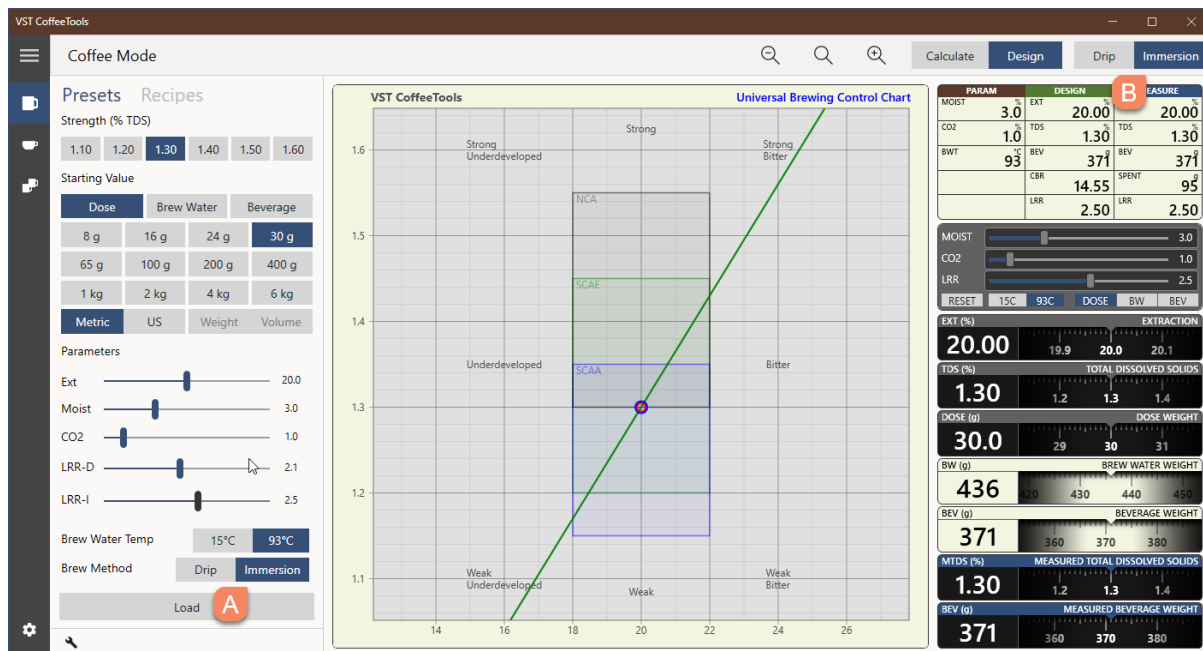 VST CoffeeTools
Coffee Mode
Calculate Design Drip Immersion
Presets Recipes
Strength (% TDS)
1.10 1.20 1.30 1.40 1.50 1.60
Starting Value
Dose Brew Water Beverage
8 g 16 g 24 g 30 g
65 g 100 g 200 g 400 g
1 kg 2 kg 4 kg 6 kg
Metric US Weight Volume
Parameters
Ext 20.0
Moist 3.0
CO2 1.0
LRR-D 2.1
LRR-I 2.5
Brew Water Temp 15°C 93°C
Brew Method Drip Immersion
Load A
VST CoffeeTools Universal Brewing Control Chart
Strong
Strong
Underdeveloped
Strong
Bitter
NCA
SCAE
Underdeveloped
Bitter
SCAA
Weak
Underdeveloped
Weak
Weak
Bitter
1.6
1.5
1.4
1.3
1.2
1.1
14 16 18 20 22 24 26
B
PARAM DESIGN EASURE
MOIST % 3.0 EXT % 20.00 20.00
CO2 % 1.0 TDS % 1.30 TDS % 1.30
BWT °C 93 BEV g 371 BEV g 371
CBR 14.55 SPENT g 95
LRR 2.50 LRR 2.50
MOIST 3.0
CO2 1.0
LRR 2.5
RESET 15C 93C DOSE BW BEV
EXT (%) EXTRACTION
20.00 19.9 20.0 20.1
TDS (%) TOTAL DISSOLVED SOLIDS
1.30 1.2 1.3 1.4
DOSE (g) DOSE WEIGHT
30.0 29 30 31
BW (g) BREW WATER WEIGHT
436 420 430 440 450
BEV (g) BEVERAGE WEIGHT
371 360 370 380
MTDS (%) MEASURED TOTAL DISSOLVED SOLIDS
1.30 1.2 1.3 1.4
BEV (g) MEASURED BEVERAGE WEIGHT
371 360 370 380